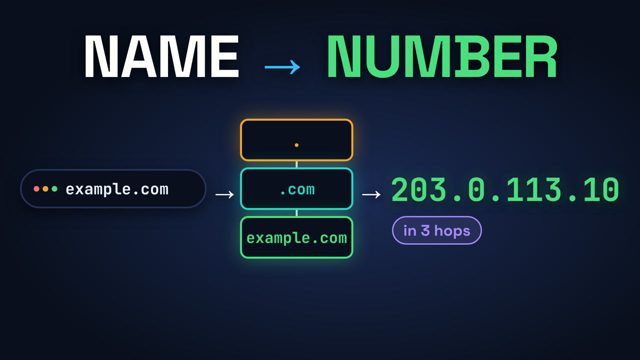 NAME → NUMBER
.
example.com → .com → 203.0.113.10
example.com
in 3 hops